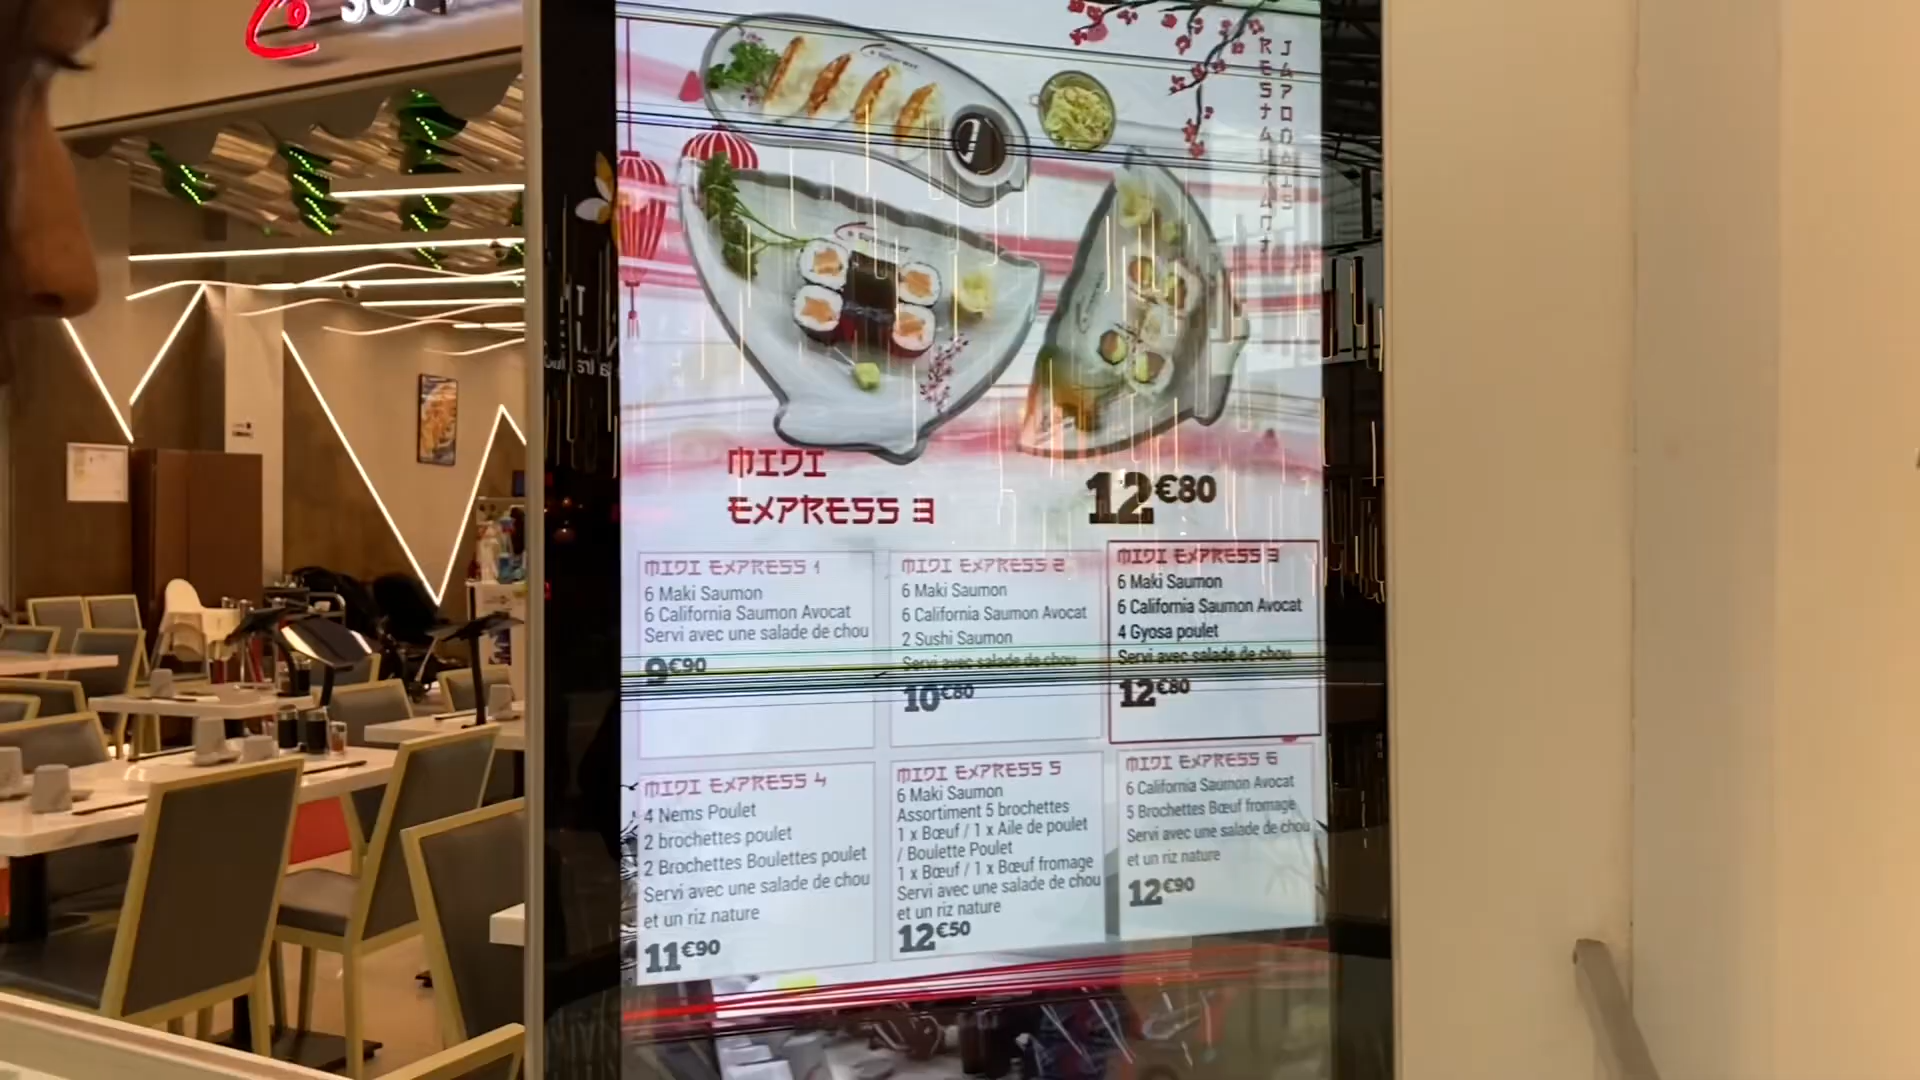 RESTAURANT
JAPONAIS
MIDI
EXPRESS 3
12€80
MIDI EXPRESS 1
6 Maki Saumon
6 California Saumon Avocat
Servi avec une salade de chou
9€90
MIDI EXPRESS 2
6 Maki Saumon
6 California Saumon Avocat
2 Sushi Saumon
Servi avec salade de chou
10€80
MIDI EXPRESS 3
6 Maki Saumon
6 California Saumon Avocat
4 Gyosa poulet
Servi avec salade de chou
12€80
MIDI EXPRESS 4
4 Nems Poulet
2 brochettes poulet
2 Brochettes Boulettes poulet
Servi avec une salade de chou
et un riz nature
11€90
MIDI EXPRESS 5
6 Maki Saumon
Assortiment 5 brochettes
1 x Bœuf / 1 x Aile de poulet
/ Boulette Poulet
1 x Bœuf / 1 x Bœuf fromage
Servi avec une salade de chou
et un riz nature
12€50
MIDI EXPRESS 6
6 California Saumon Avocat
5 Brochettes Bœuf fromage
Servi avec une salade de chou
et un riz nature
12€90